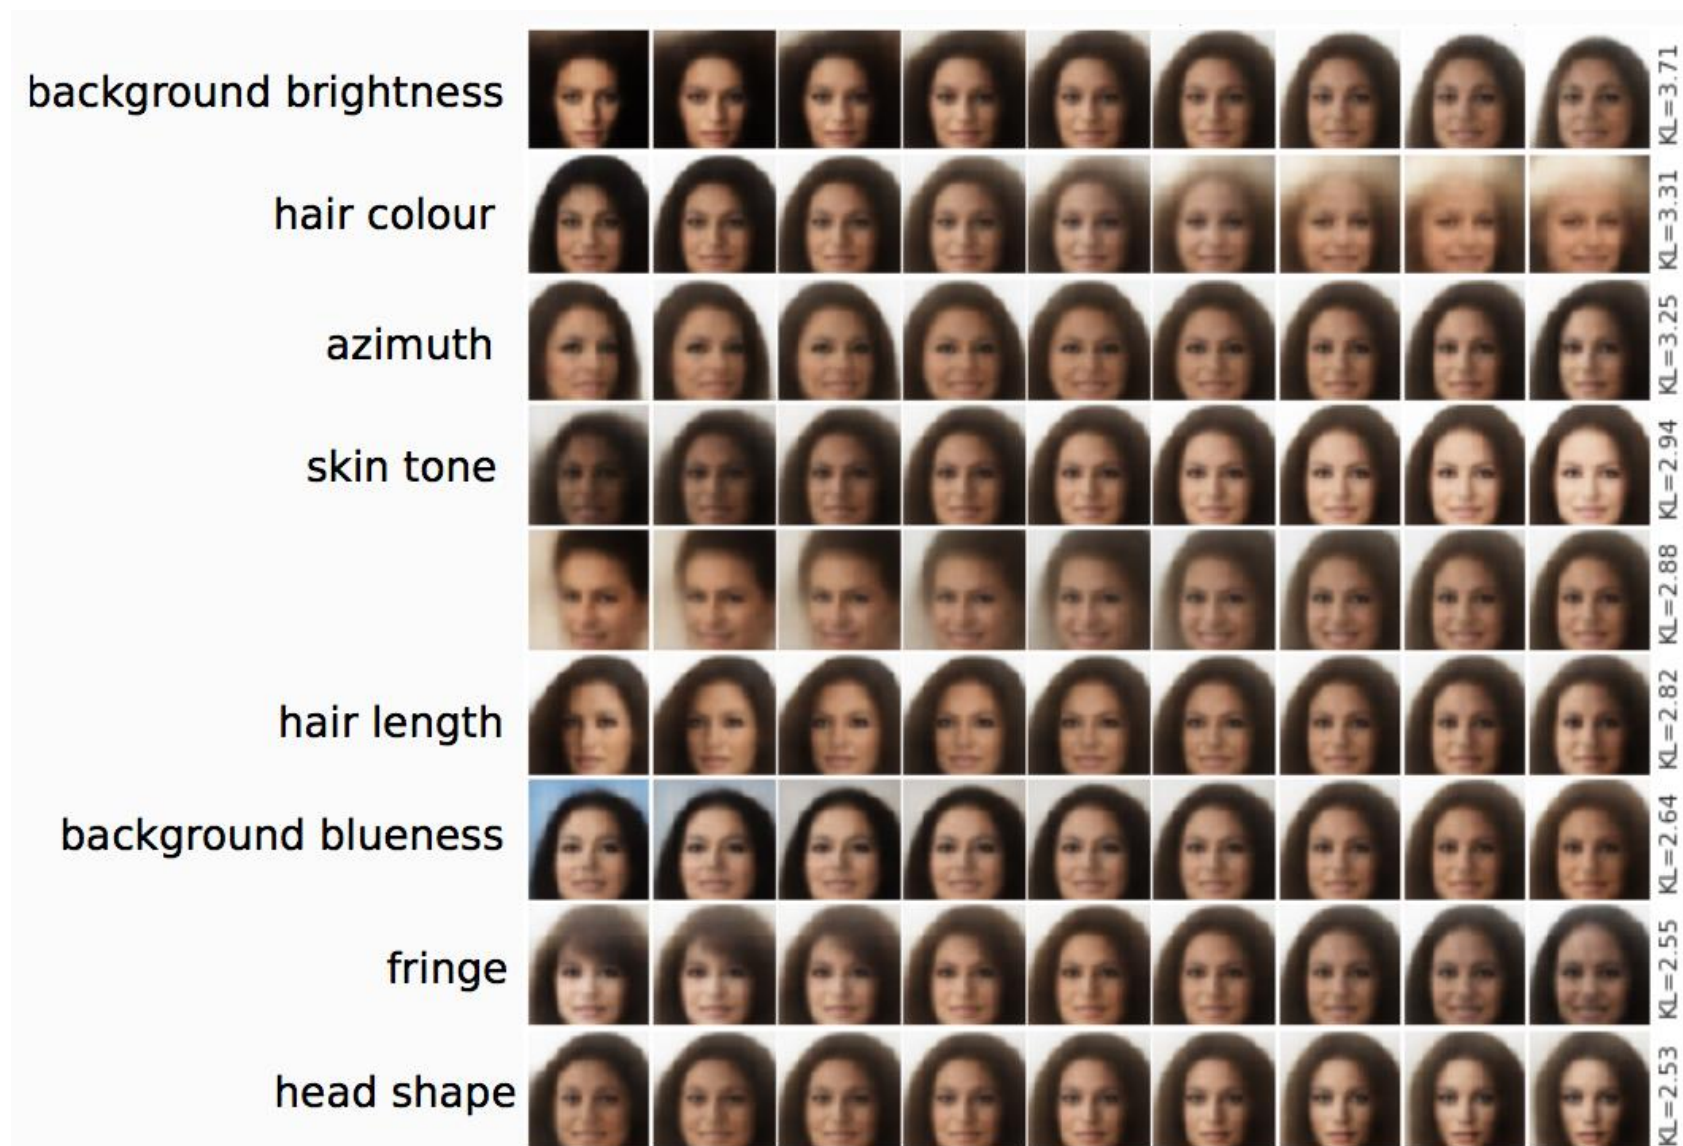 background brightness
KL=3.71
hair colour
KL=3.31
azimuth
KL=3.25
skin tone
KL=2.94
KL=2.88
hair length
KL=2.82
background blueness
KL=2.64
fringe
KL=2.55
head shape
KL=2.53